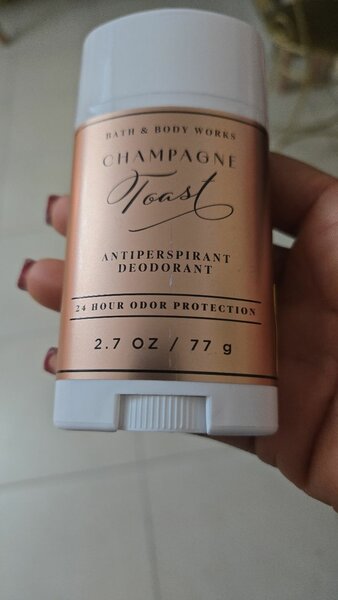 BATH & BODY WORKS
CHAMPAGNE
Toast
ANTIPERSPIRANT
DEODORANT
24 HOUR ODOR PROTECTION
2.7 OZ / 77 g